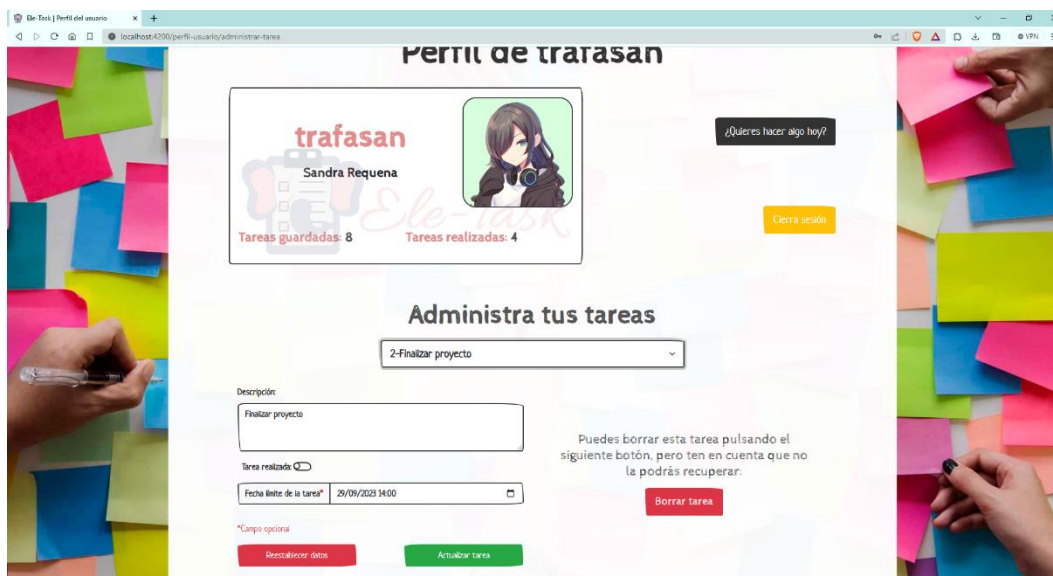 Ele-Task | Perfil del usuario
localhost:4200/perfil-usuario/administrar-tarea
VPN
Perfil de trafasan
trafasan
Sandra Requena
Ele-Task
Tareas guardadas: 8
Tareas realizadas: 4
¿Quieres hacer algo hoy?
Cierra sesión
Administra tus tareas
2-Finalizar proyecto
Descripción:
Finalizar proyecto
Tarea realizada:
Fecha límite de la tarea*
29/09/2023 14:00
*Campo opcional
Reestablecer datos
Actualizar tarea
Puedes borrar esta tarea pulsando el
siguiente botón, pero ten en cuenta que no
la podrás recuperar:
Borrar tarea